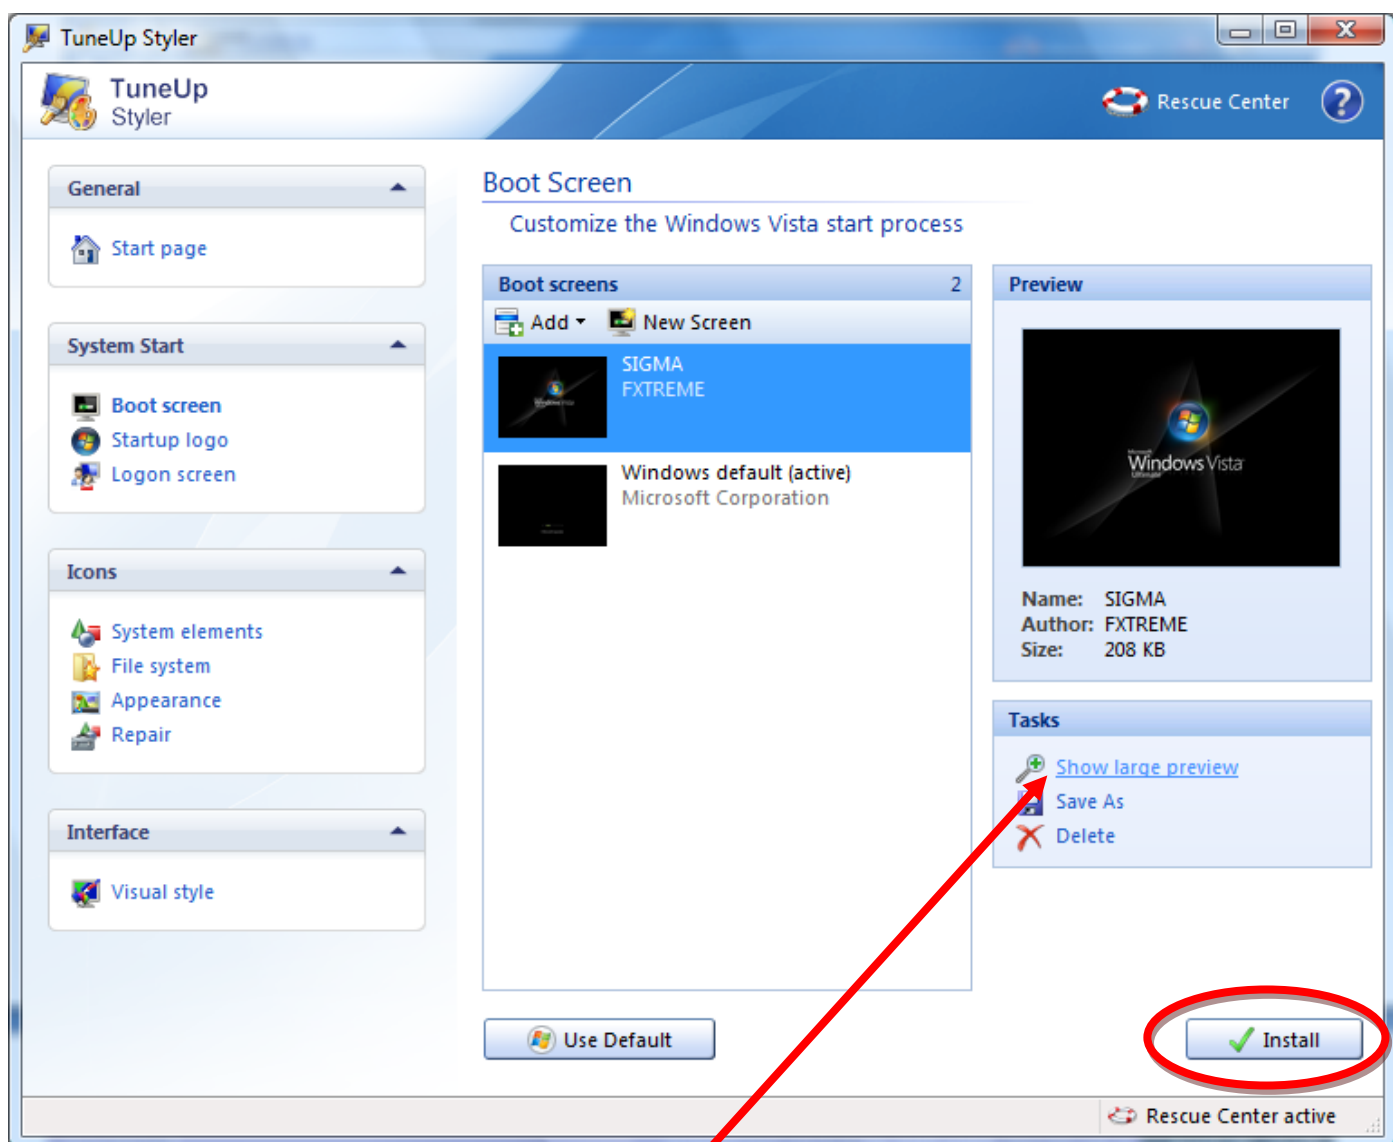 TuneUp Styler
TuneUp
Styler
Rescue Center
General
Start page
System Start
Boot screen
Startup logo
Logon screen
Icons
System elements
File system
Appearance
Repair
Interface
Visual style
Boot Screen
Customize the Windows Vista start process
Boot screens 2
Add New Screen
SIGMA
FXTREME
Windows default (active)
Microsoft Corporation
Use Default
Preview
Microsoft
Windows Vista
Ultimate
Name: SIGMA
Author: FXTREME
Size: 208 KB
Tasks
Show large preview
Save As
Delete
Install
Rescue Center active